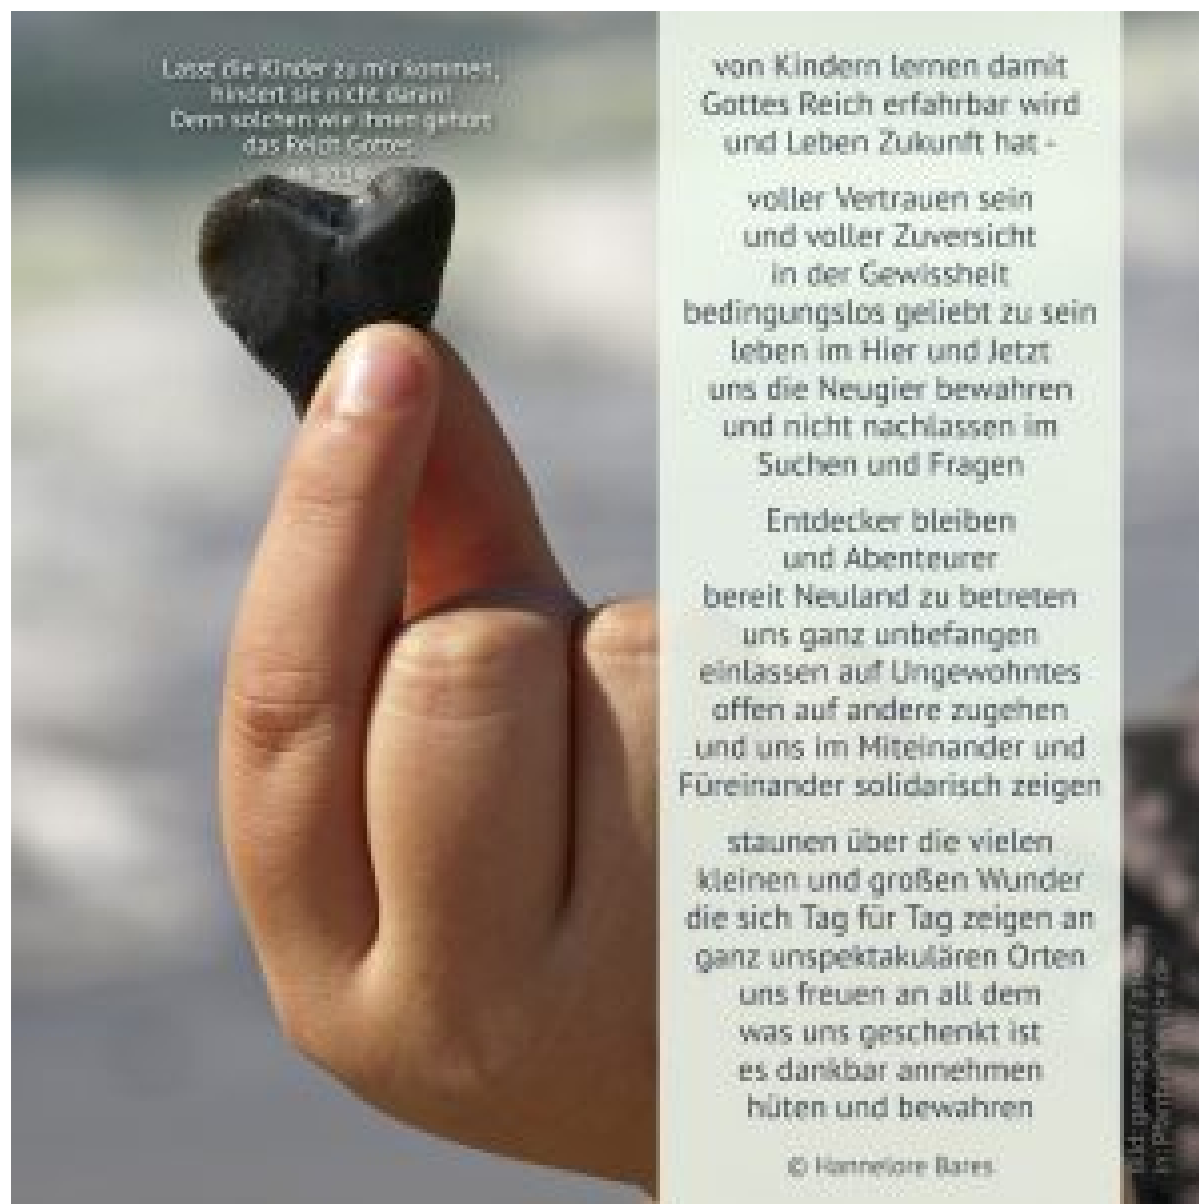 Lasst die Kinder zu mir kommen,
hindert sie nicht daran!
Denn solchen wie ihnen gehört
das Reich Gottes
von Kindern lernen damit
Gottes Reich erfahrbar wird
und Leben Zukunft hat -
voller Vertrauen sein
und voller Zuversicht
in der Gewissheit
bedingungslos geliebt zu sein
leben im Hier und Jetzt
uns die Neugier bewahren
und nicht nachlassen im
Suchen und Fragen
Entdecker bleiben
und Abenteurer
bereit Neuland zu betreten
uns ganz unbefangen
einlassen auf Ungewohntes
offen auf andere zugehen
und uns im Miteinander und
Füreinander solidarisch zeigen
staunen über die vielen
kleinen und großen Wunder
die sich Tag für Tag zeigen an
ganz unspektakulären Orten
uns freuen an all dem
was uns geschenkt ist
es dankbar annehmen
hüten und bewahren
© Hannelore Bares